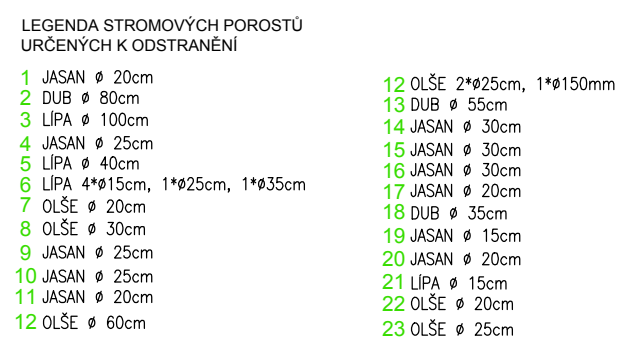 LEGENDA STROMOVÝCH POROSTŮ
URČENÝCH K ODSTRANĚNÍ
1 JASAN ø 20cm
2 DUB ø 80cm
3 LÍPA ø 100cm
4 JASAN ø 25cm
5 LÍPA ø 40cm
6 LÍPA 4*ø15cm, 1*ø25cm, 1*ø35cm
7 OLŠE ø 20cm
8 OLŠE ø 30cm
9 JASAN ø 25cm
10 JASAN ø 25cm
11 JASAN ø 20cm
12 OLŠE ø 60cm
12 OLŠE 2*ø25cm, 1*ø150mm
13 DUB ø 55cm
14 JASAN ø 30cm
15 JASAN ø 30cm
16 JASAN ø 30cm
17 JASAN ø 20cm
18 DUB ø 35cm
19 JASAN ø 15cm
20 JASAN ø 20cm
21 LÍPA ø 15cm
22 OLŠE ø 20cm
23 OLŠE ø 25cm